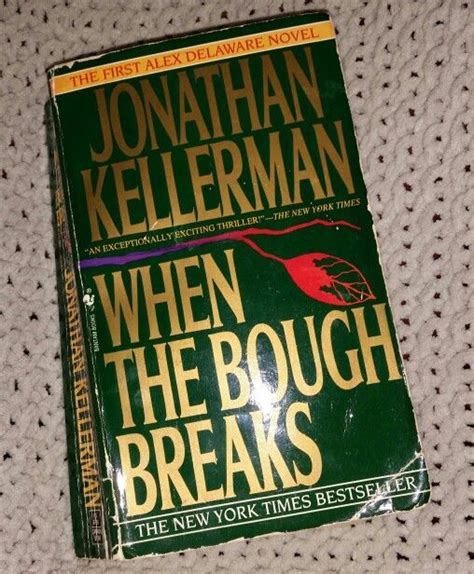 THE FIRST ALEX DELAWARE NOVEL
JONATHAN
KELLERMAN
"AN EXCEPTIONALLY EXCITING THRILLER!"—THE NEW YORK TIMES
WHEN
THE BOUGH
BREAKS
THE NEW YORK TIMES BESTSELLER
JONATHAN KELLERMAN